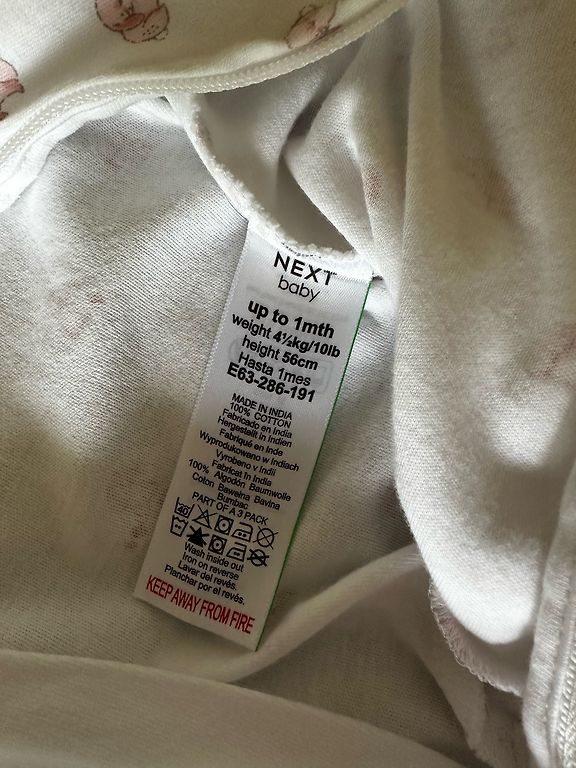 NEXT
baby
up to 1mth
weight 4½kg/10lb
height 56cm
Hasta 1mes
E63-286-191
MADE IN INDIA
100% COTTON
Fabricado en India
Hergestellt in Indien
Fabriqué en Inde
Wyprodukowano w Indiach
Vyrobeno v Indii
Fabricat în India
100% Algodón Baumwolle
Coton Bawełna Bavlna
Bumbac
PART OF A 3 PACK
40
Wash inside out
Iron on reverse
Lavar del revés.
Planchar por el revés.
KEEP AWAY FROM FIRE